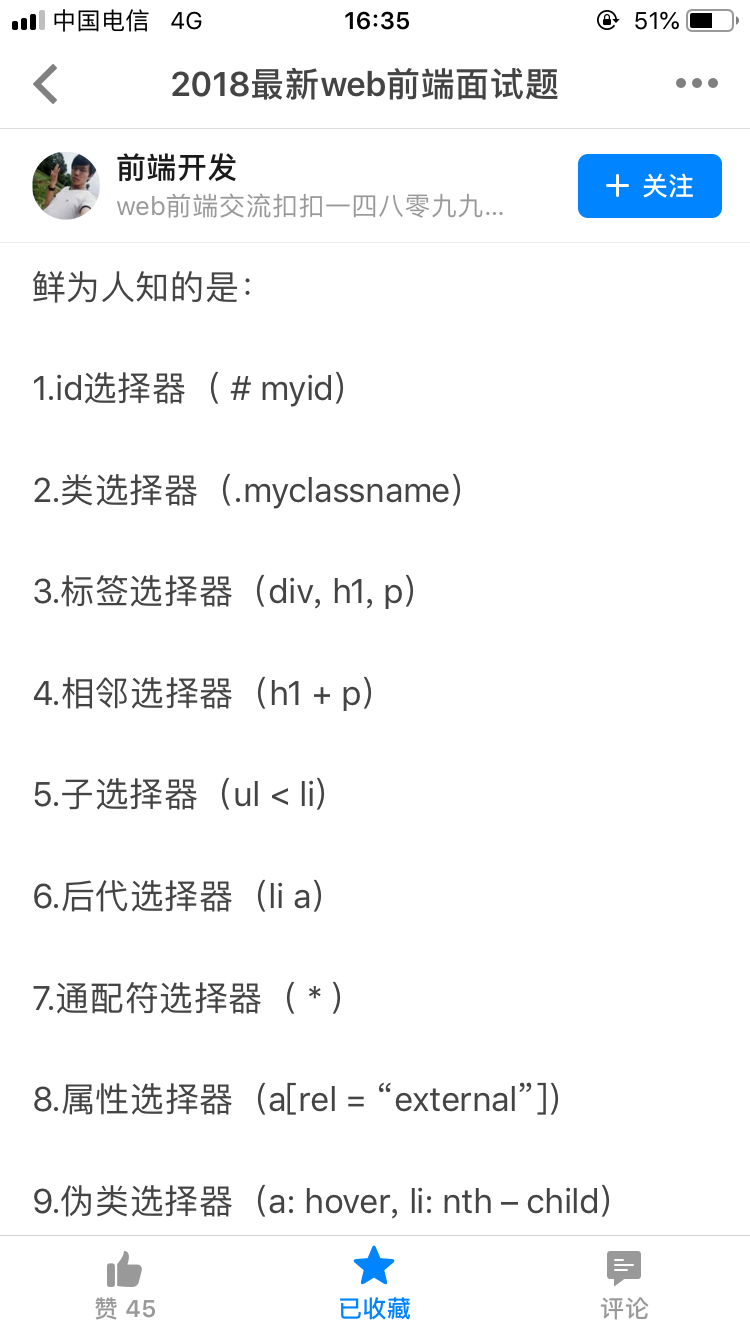 中国电信 4G 16:35 51%
2018最新web前端面试题
前端开发
web前端交流扣扣一四八零九九...
关注
鲜为人知的是：
1.id选择器（ # myid）
2.类选择器（.myclassname）
3.标签选择器（div, h1, p）
4.相邻选择器（h1 + p）
5.子选择器（ul < li）
6.后代选择器（li a）
7.通配符选择器（ * ）
8.属性选择器（a[rel = “external”]）
9.伪类选择器（a: hover, li: nth – child）
赞 45
已收藏
评论